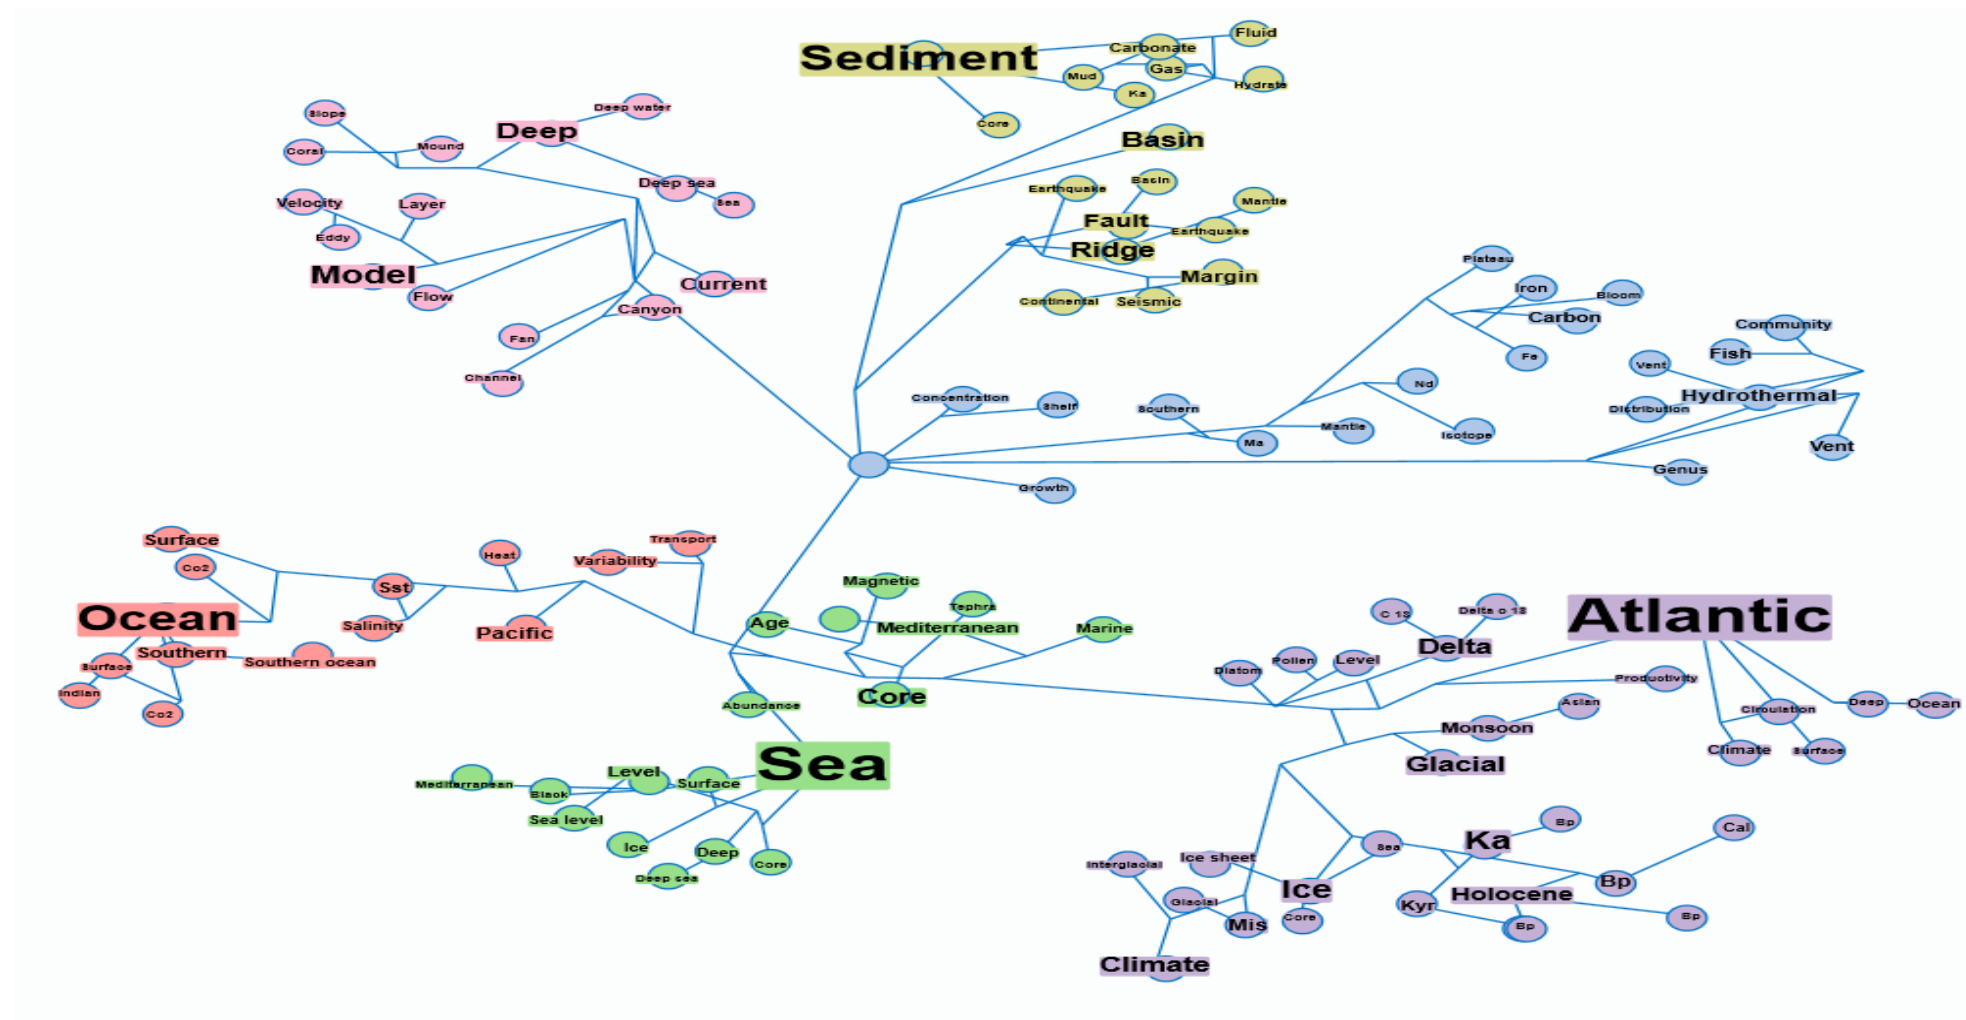 Sediment
Carbonate
Fluid
Mud
Gas
Hydrate
Ka
Core
Basin
Earthquake
Basin
Mantle
Fault
Earthquake
Ridge
Margin
Continental
Seismic
Slope
Deep water
Deep
Coral
Mound
Deep sea
Sea
Velocity
Layer
Eddy
Model
Flow
Current
Canyon
Fan
Channel
Plateau
Iron
Bloom
Carbon
Fe
Community
Fish
Vent
Hydrothermal
Distribution
Vent
Genus
Concentration
Shelf
Southern
Ma
Mantle
Nd
Isotope
Growth
Surface
Co2
Heat
Transport
Variability
Sst
Salinity
Pacific
Ocean
Southern
Surface
Southern ocean
Indian
Co2
Magnetic
Tephra
Age
Mediterranean
Marine
Core
Abundance
Sea
Level
Surface
Mediterranean
Black
Sea level
Ice
Deep
Deep sea
Core
C 18
Delta o 18
Atlantic
Delta
Pollen
Level
Diatom
Productivity
Asian
Monsoon
Circulation
Deep
Ocean
Glacial
Climate
Surface
Ka
Bp
Cal
Sea
Ice sheet
Interglacial
Ice
Bp
Holocene
Glacial
Kyr
Core
Mis
Bp
Bp
Climate